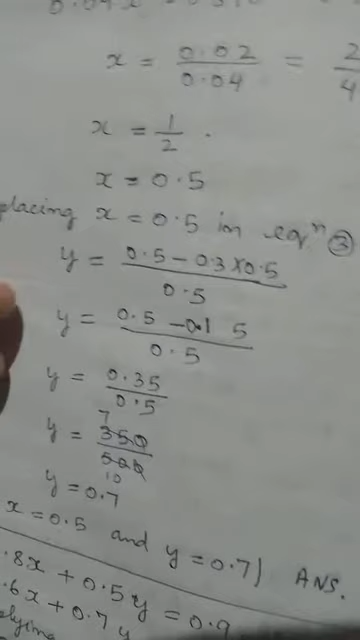 x = 0.02/0.04 = 2/4
x = 1/2 .
x = 0.5
placing x = 0.5 in eqⁿ ③
y = 0.5 - 0.3 x 0.5/0.5
y = 0.5 - 0.15/0.5
y = 0.35/0.5
y = 7 350/500 10
y = 0.7
x = 0.5 and y = 0.7) ANS.
.8x + 0.5y = 0.9
.6x + 0.7y